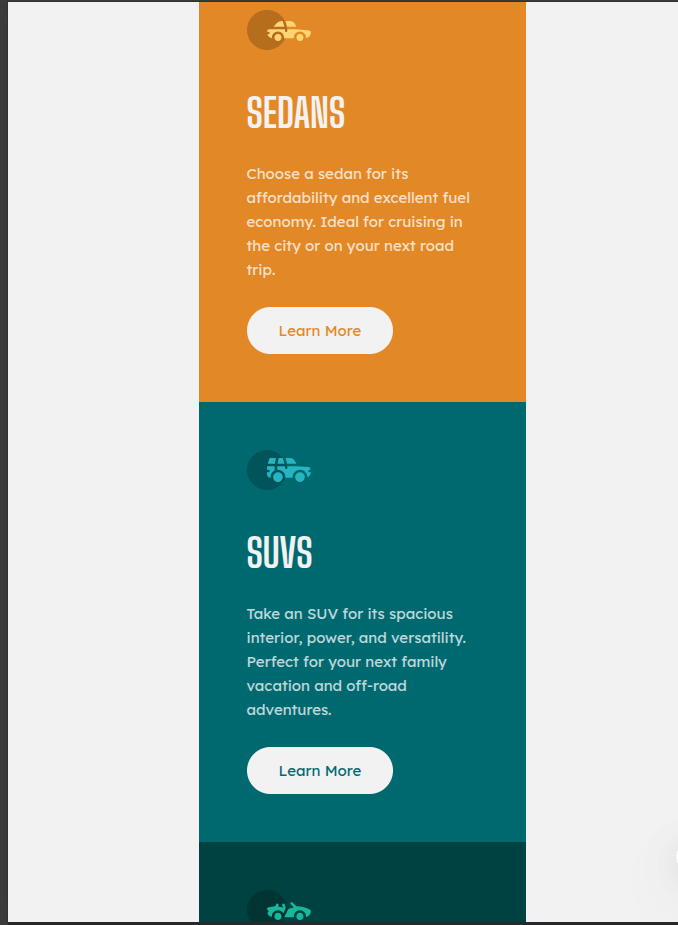 SEDANS
Choose a sedan for its
affordability and excellent fuel
economy. Ideal for cruising in
the city or on your next road
trip.
Learn More
SUVS
Take an SUV for its spacious
interior, power, and versatility.
Perfect for your next family
vacation and off-road
adventures.
Learn More